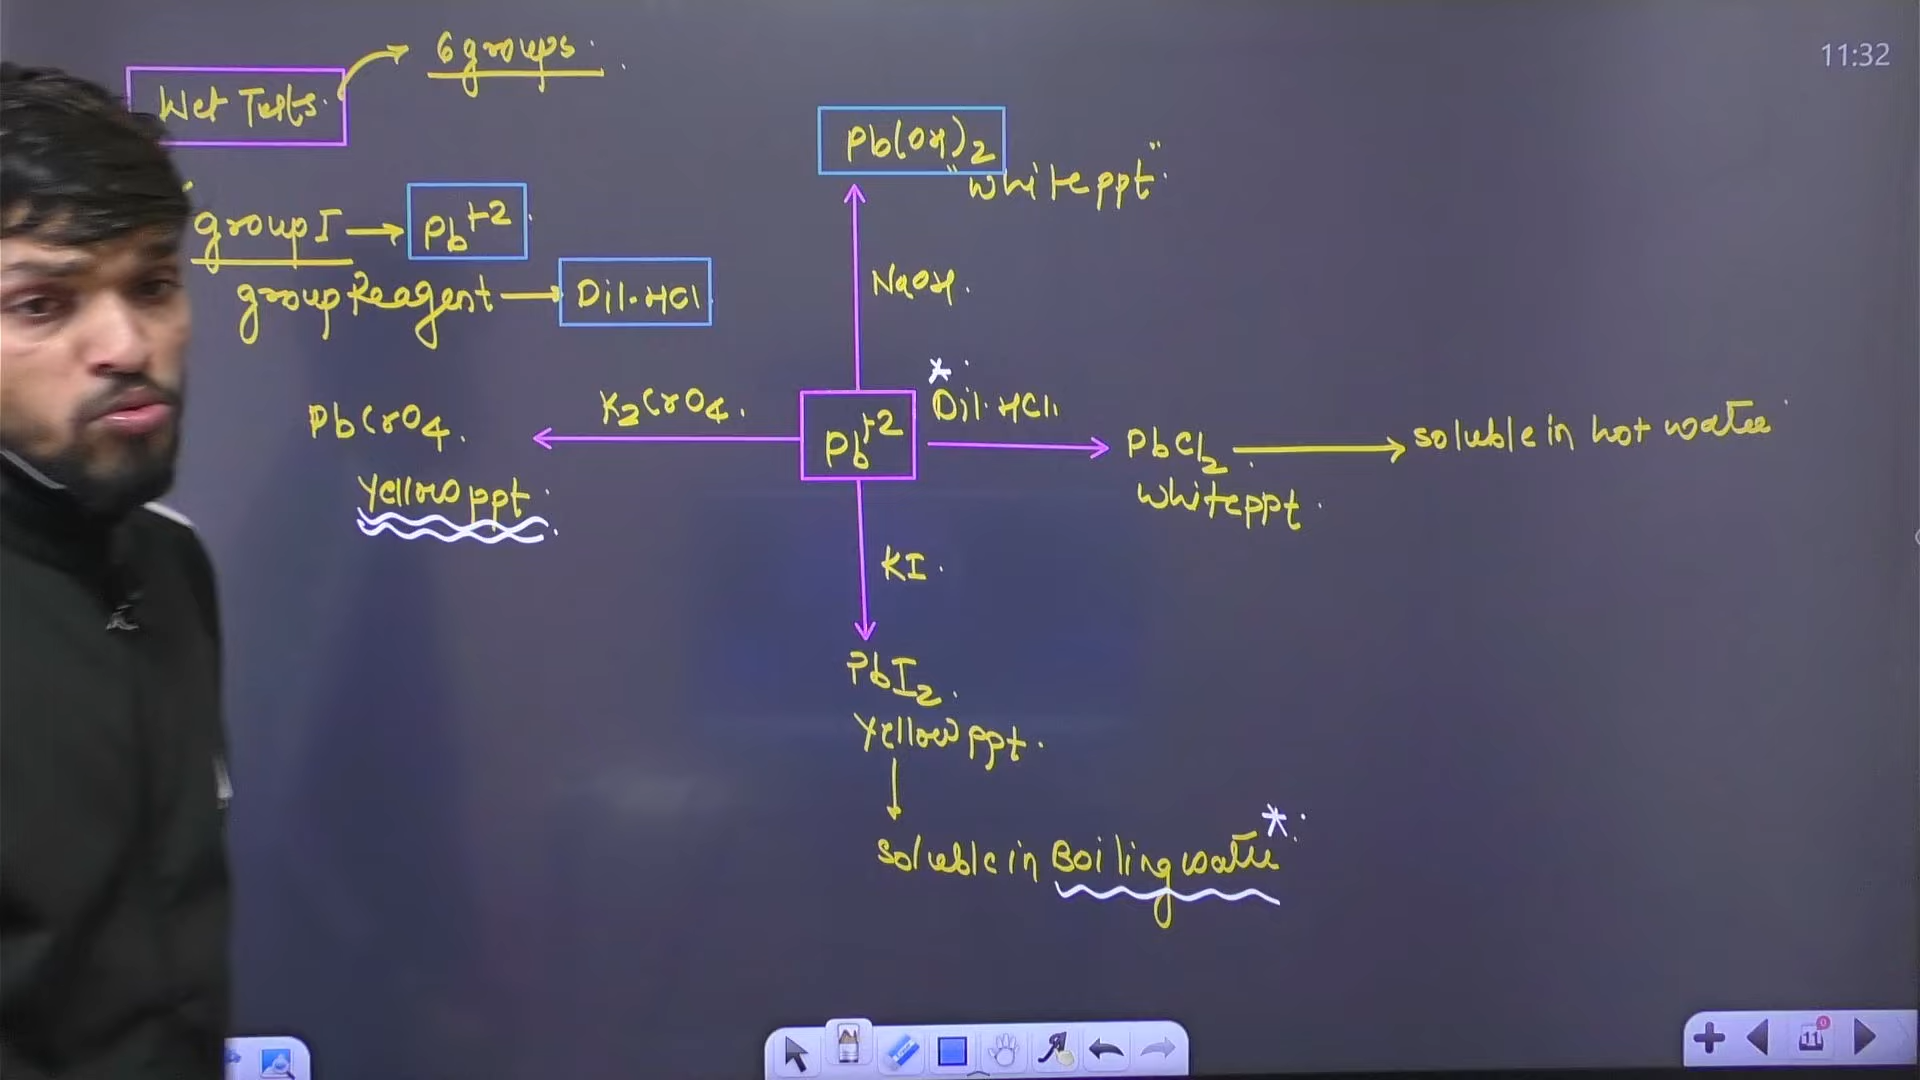 6 groups.
Wet Tests.
11:32
Pb(OH)2
"White ppt"
group I → Pb+2
group Reagent → Dil. HCl
NaOH.
* Dil. HCl.
K2CrO4.
PbCrO4.
Yellow ppt.
Pb+2
PbCl2 → soluble in hot water
White ppt.
KI.
PbI2.
Yellow ppt.
soluble in Boiling water *
11
0